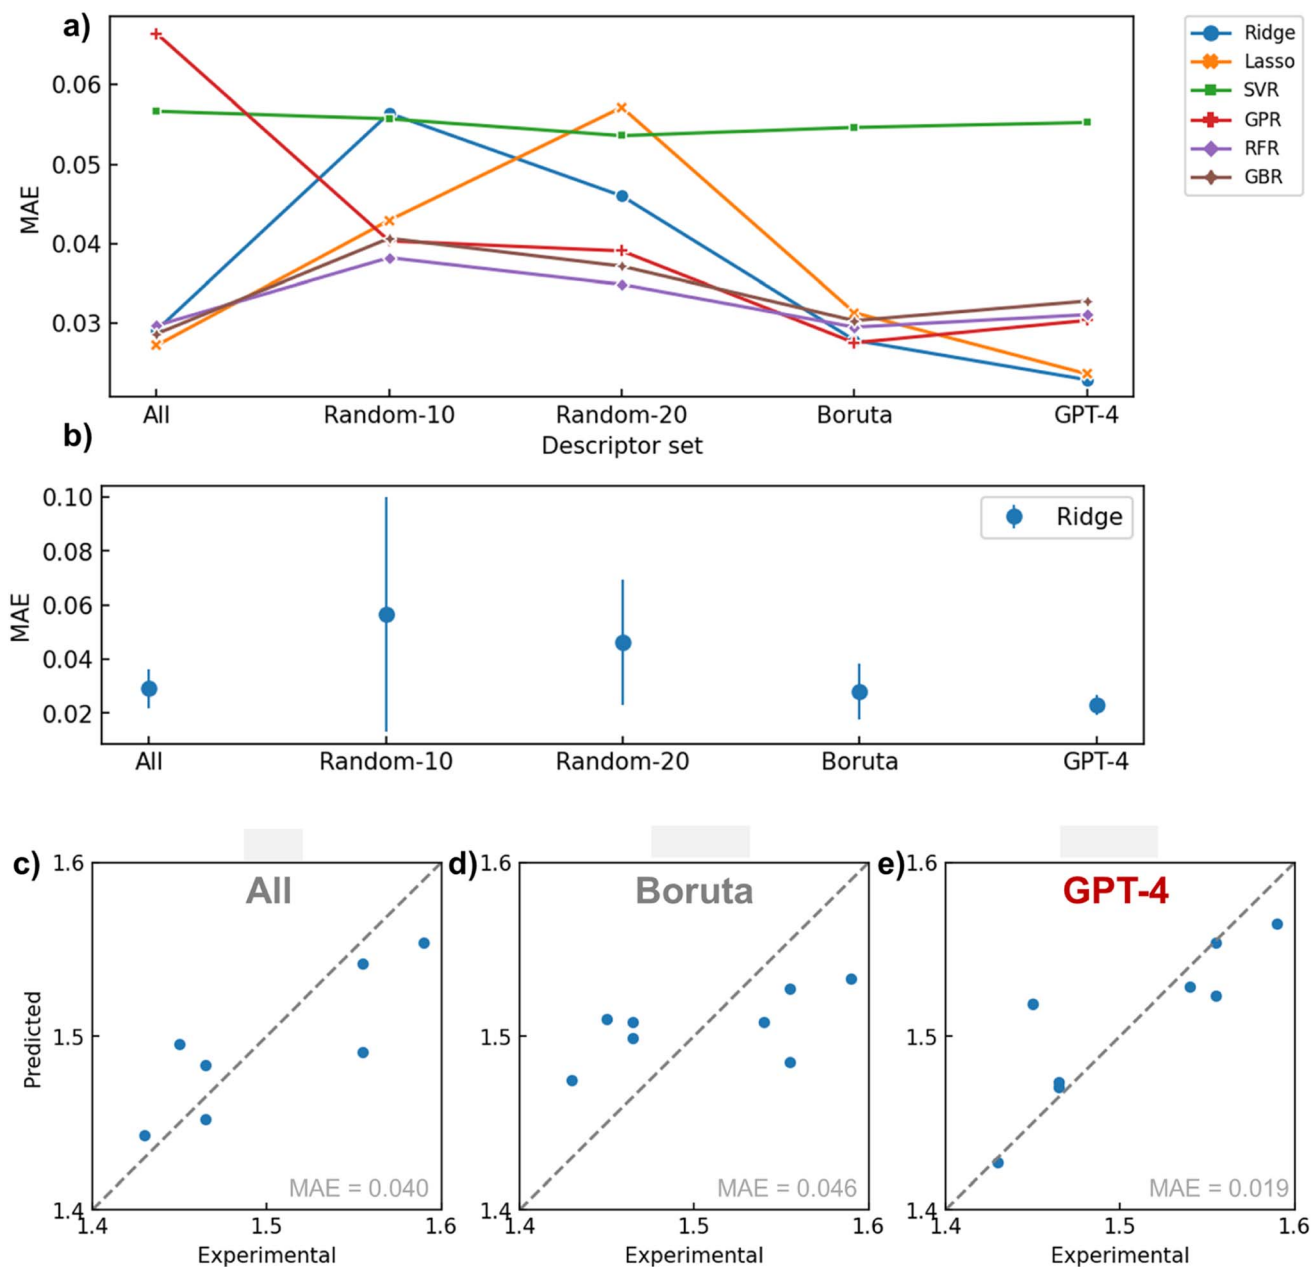 a)
0.06
0.05
0.04
0.03
MAE
All Random-10 Random-20 Boruta GPT-4
Descriptor set
Ridge
Lasso
SVR
GPR
RFR
GBR
b)
0.10
0.08
0.06
0.04
0.02
MAE
Ridge
All Random-10 Random-20 Boruta GPT-4
c)
1.6
All
1.5
Predicted
MAE = 0.040
1.4
1.4 1.5 1.6
Experimental
d)
1.6
Boruta
1.5
MAE = 0.046
1.4
1.4 1.5 1.6
Experimental
e)
1.6
GPT-4
1.5
MAE = 0.019
1.4
1.4 1.5 1.6
Experimental